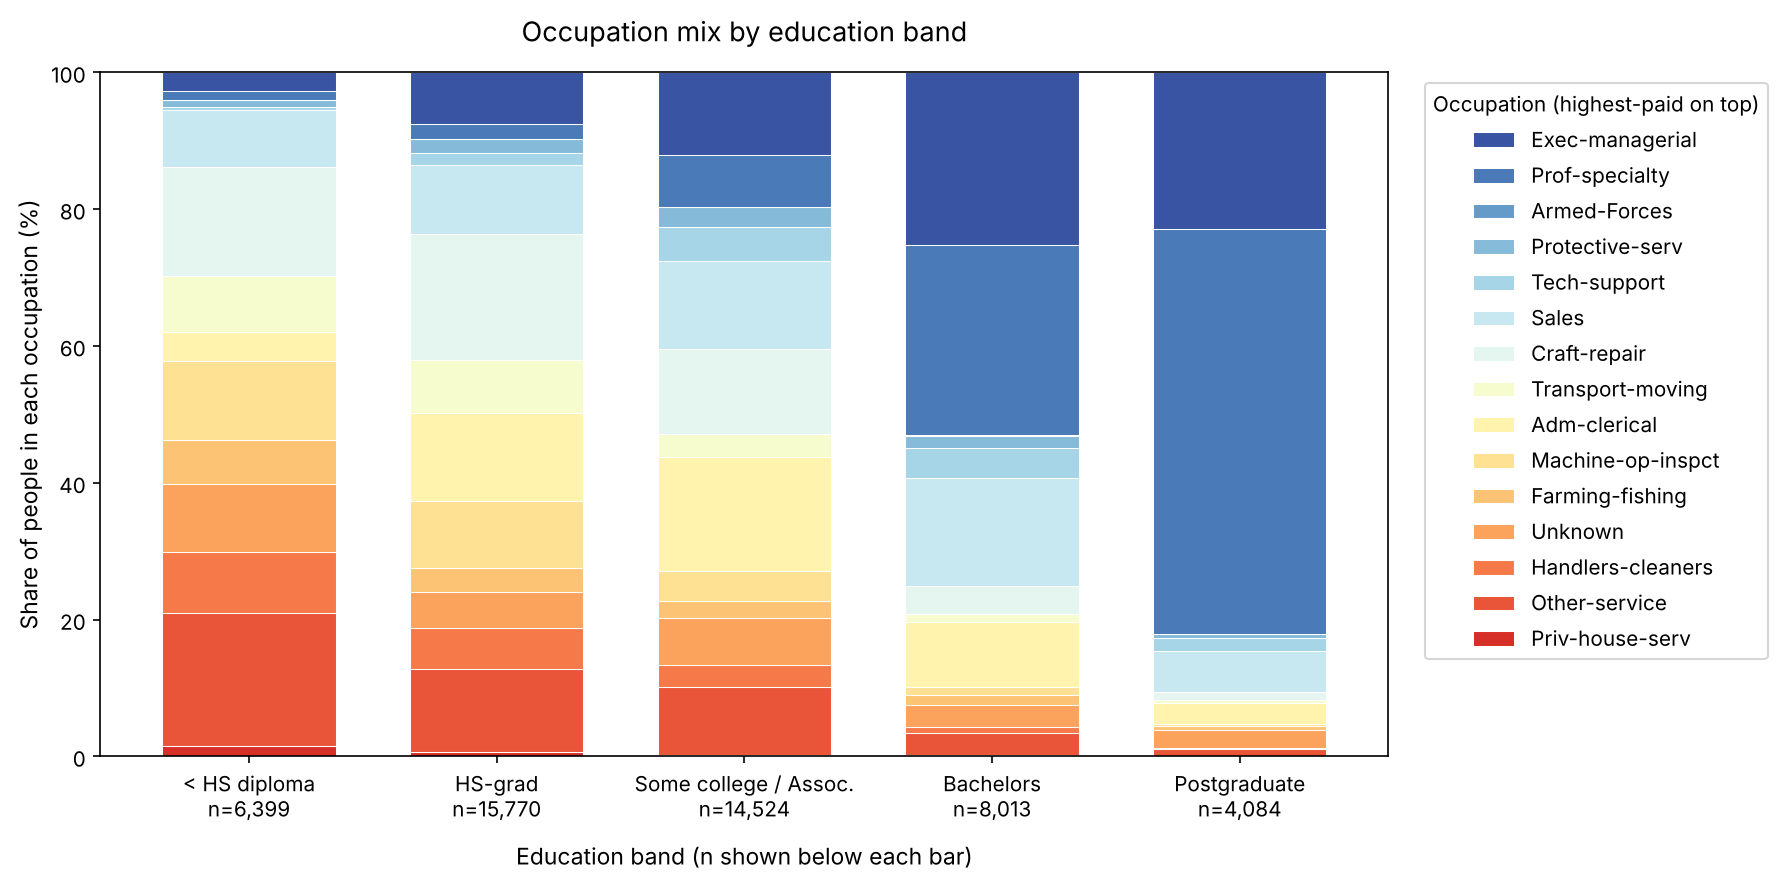 Occupation mix by education band
Share of people in each occupation (%)
100
80
60
40
20
0
< HS diploma
n=6,399
HS-grad
n=15,770
Some college / Assoc.
n=14,524
Bachelors
n=8,013
Postgraduate
n=4,084
Education band (n shown below each bar)
Occupation (highest-paid on top)
Exec-managerial
Prof-specialty
Armed-Forces
Protective-serv
Tech-support
Sales
Craft-repair
Transport-moving
Adm-clerical
Machine-op-inspct
Farming-fishing
Unknown
Handlers-cleaners
Other-service
Priv-house-serv